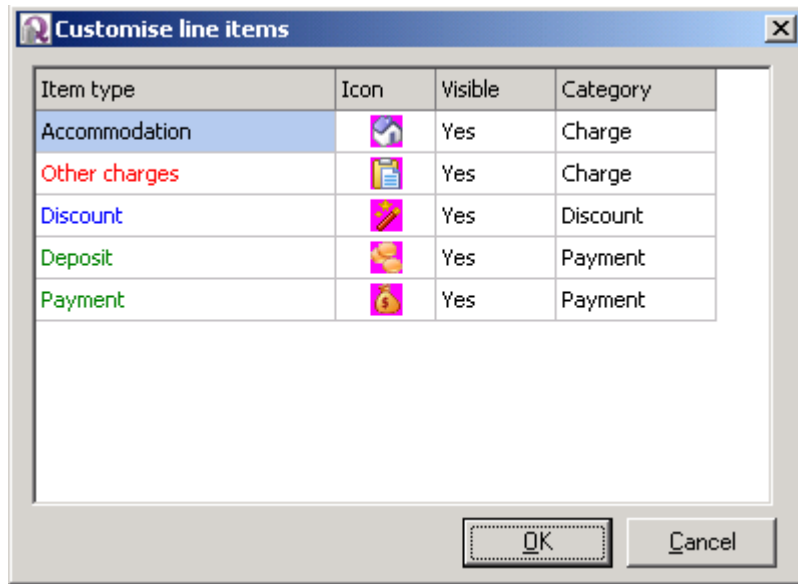 Customise line items
Item type Icon Visible Category
Accommodation Yes Charge
Other charges Yes Charge
Discount Yes Discount
Deposit Yes Payment
Payment $ Yes Payment
OK Cancel